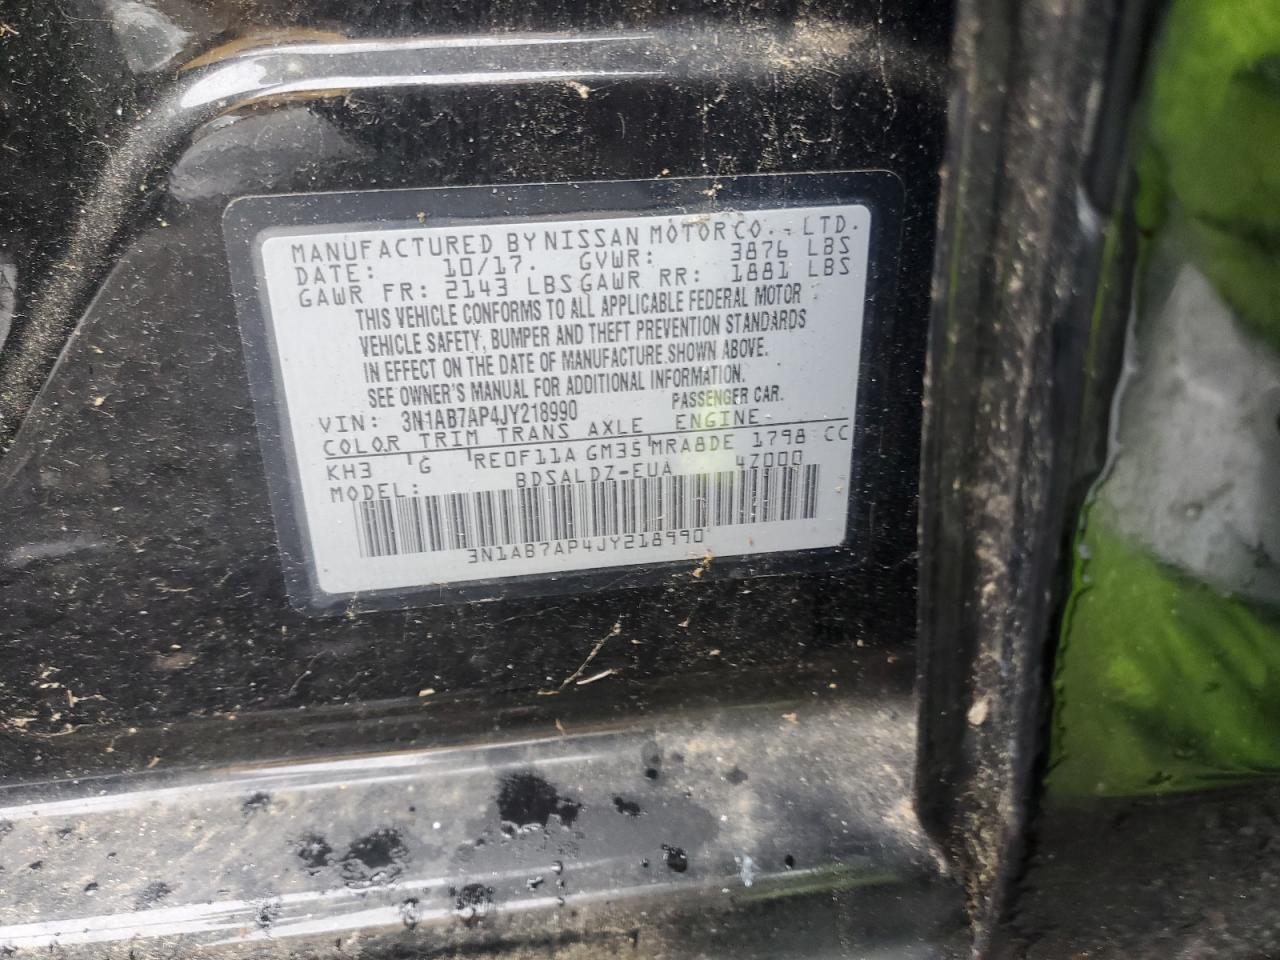 MANUFACTURED BY NISSAN MOTOR CO., LTD.
DATE: 10/17. GVWR: 3876 LBS
GAWR FR: 2143 LBS GAWR RR: 1881 LBS
THIS VEHICLE CONFORMS TO ALL APPLICABLE FEDERAL MOTOR
VEHICLE SAFETY, BUMPER AND THEFT PREVENTION STANDARDS
IN EFFECT ON THE DATE OF MANUFACTURE SHOWN ABOVE.
SEE OWNER'S MANUAL FOR ADDITIONAL INFORMATION.
VIN: 3N1AB7AP4JY218990 PASSENGER CAR.
COLOR TRIM TRANS AXLE ENGINE
KH3 G RE0F11A GM35 MRA8DE 1798 CC
MODEL: BDSALDZ-EUA 4Z000
3N1AB7AP4JY218990